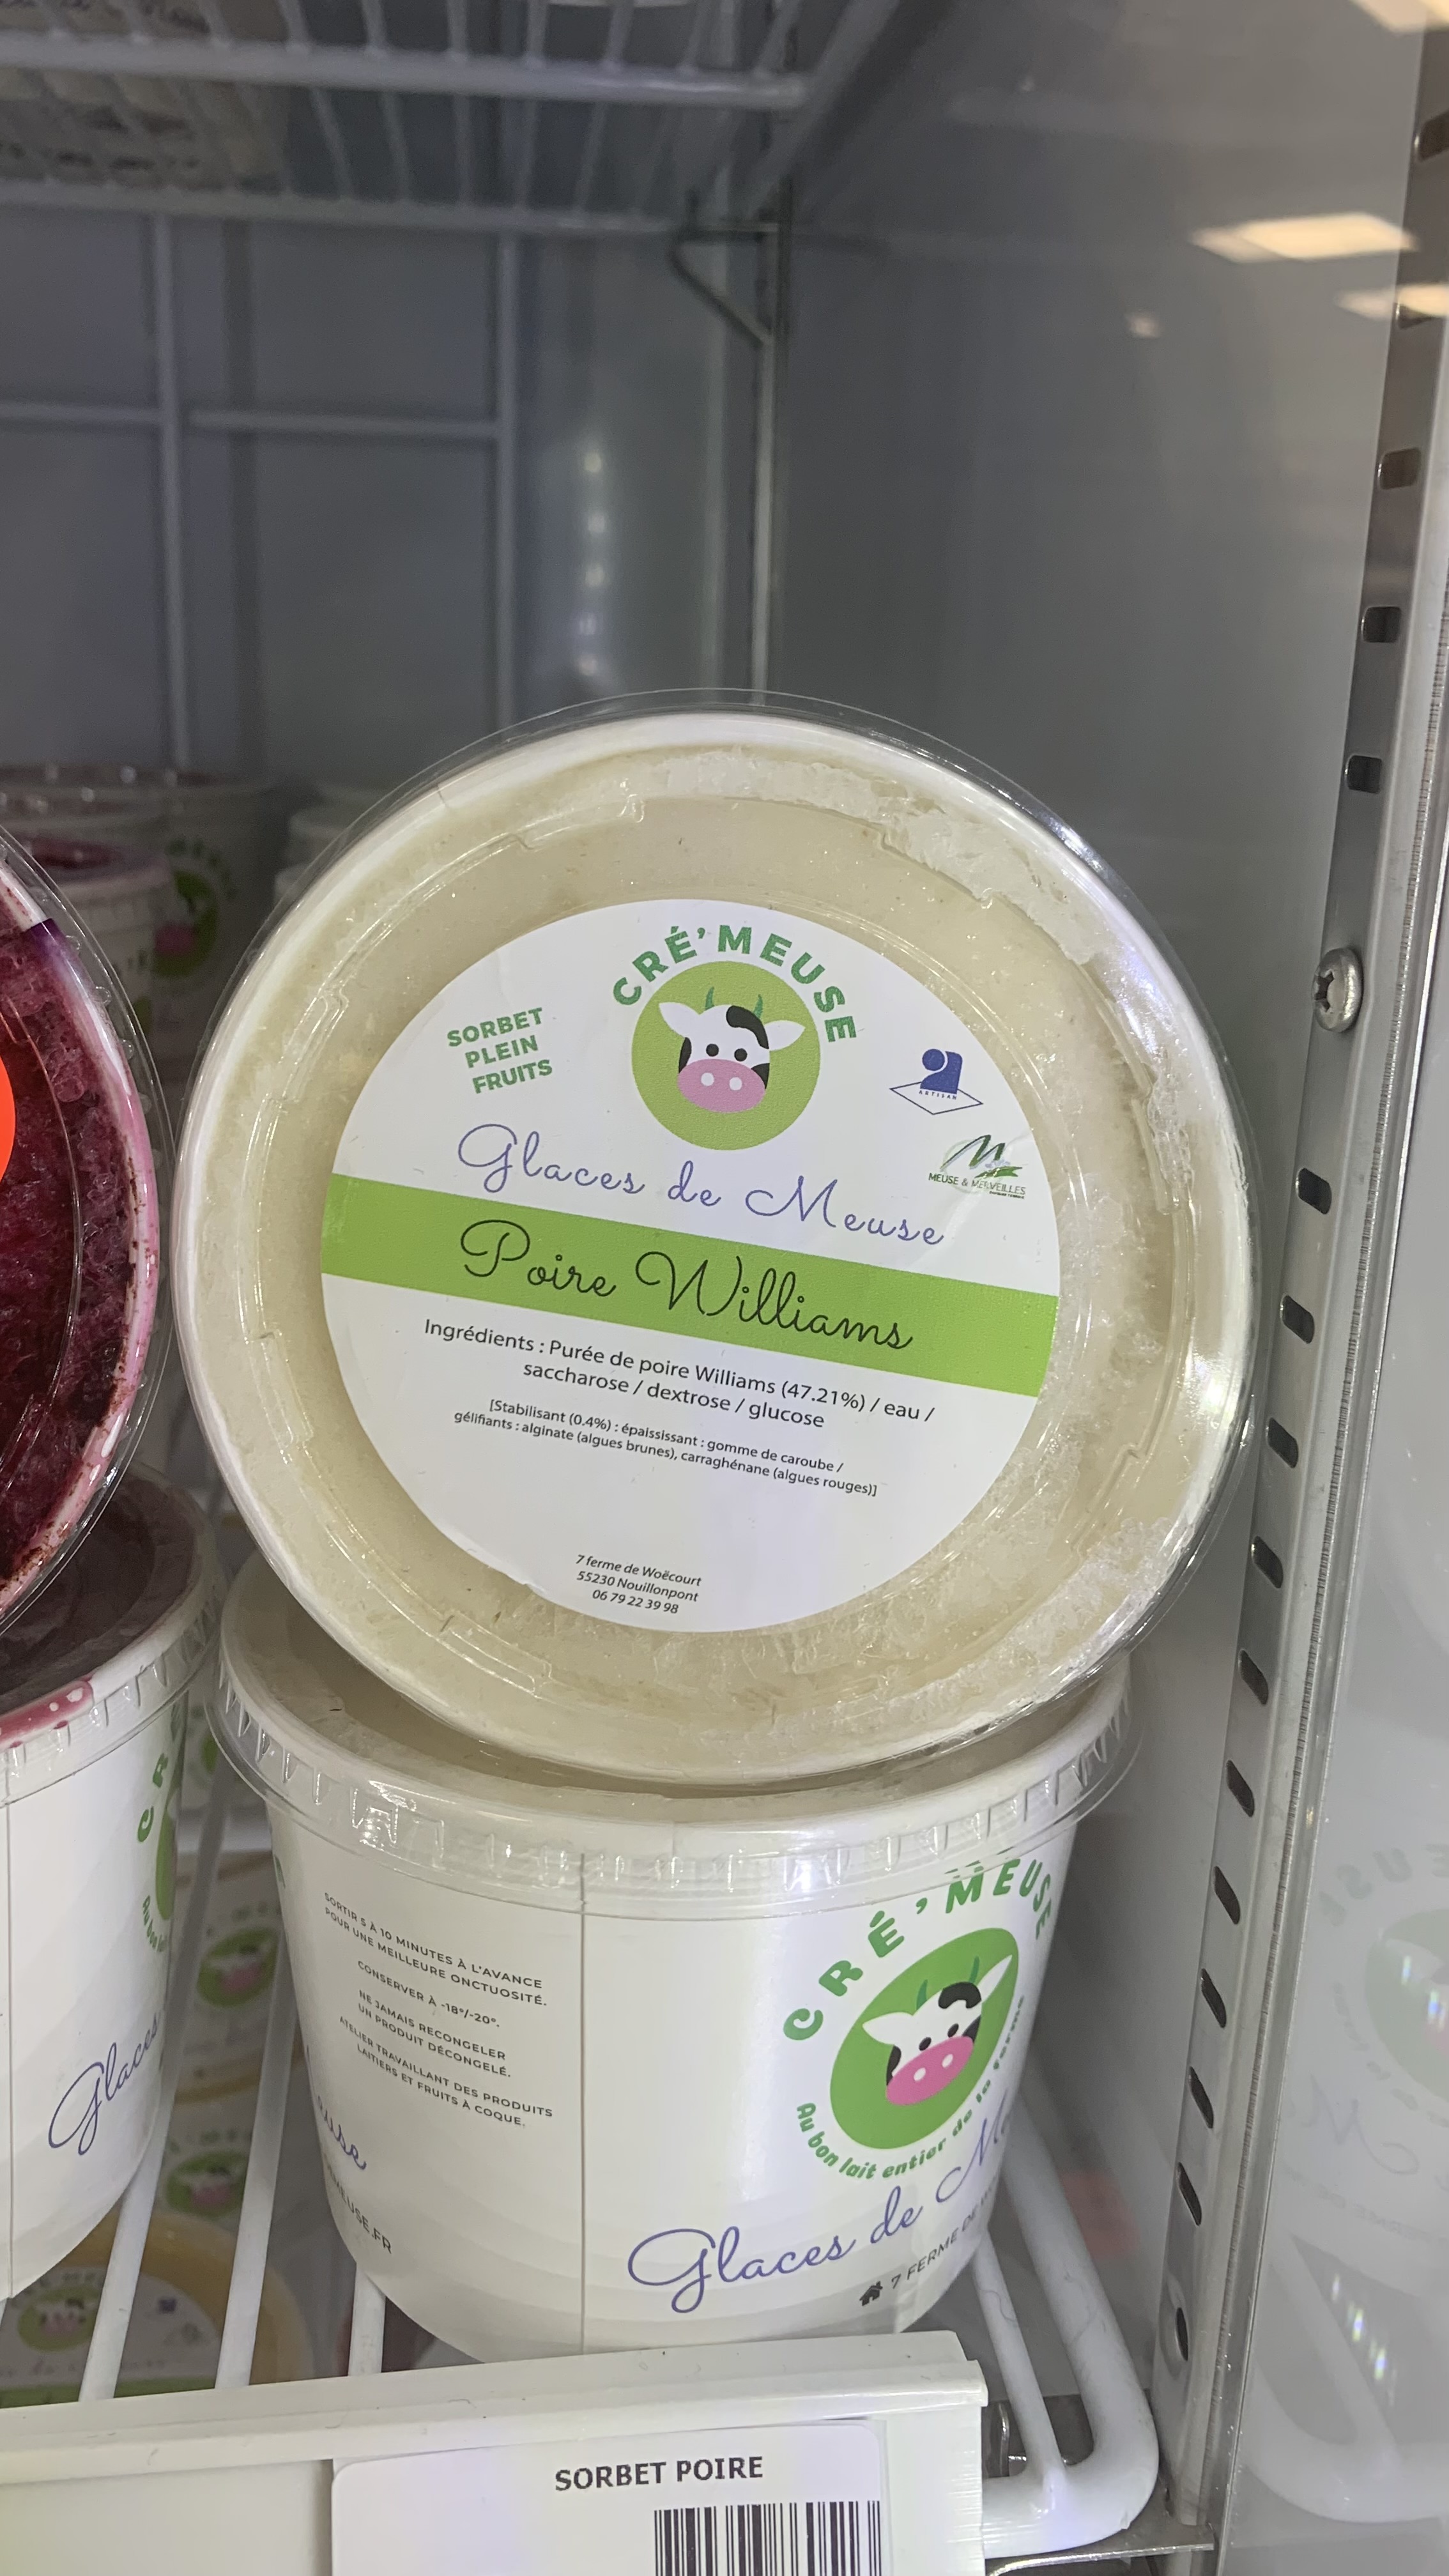 CRÉ'MEUSE
SORBET
PLEIN
FRUITS
ARTISAN
MEUSE & MERVEILLES
Glaces de Meuse
Poire Williams
Ingrédients : Purée de poire Williams (47.21%) / eau /
saccharose / dextrose / glucose
[Stabilisant (0.4%) : épaississant : gomme de caroube /
gélifiants : alginate (algues brunes), carraghénane (algues rouges)]
7 ferme de Woëcourt
55230 Nouillonpont
06 79 22 39 98
SORTIR 5 À 10 MINUTES À L'AVANCE
POUR UNE MEILLEURE ONCTUOSITÉ.
CONSERVER À -18°/-20°.
NE JAMAIS RECONGELER
UN PRODUIT DÉCONGELÉ.
ATELIER TRAVAILLANT DES PRODUITS
LAITIERS ET FRUITS À COQUE.
CRÉ'MEUSE
Au bon lait entier de la ferme
Glaces de
7 FERME DE
Glaces
SORBET POIRE